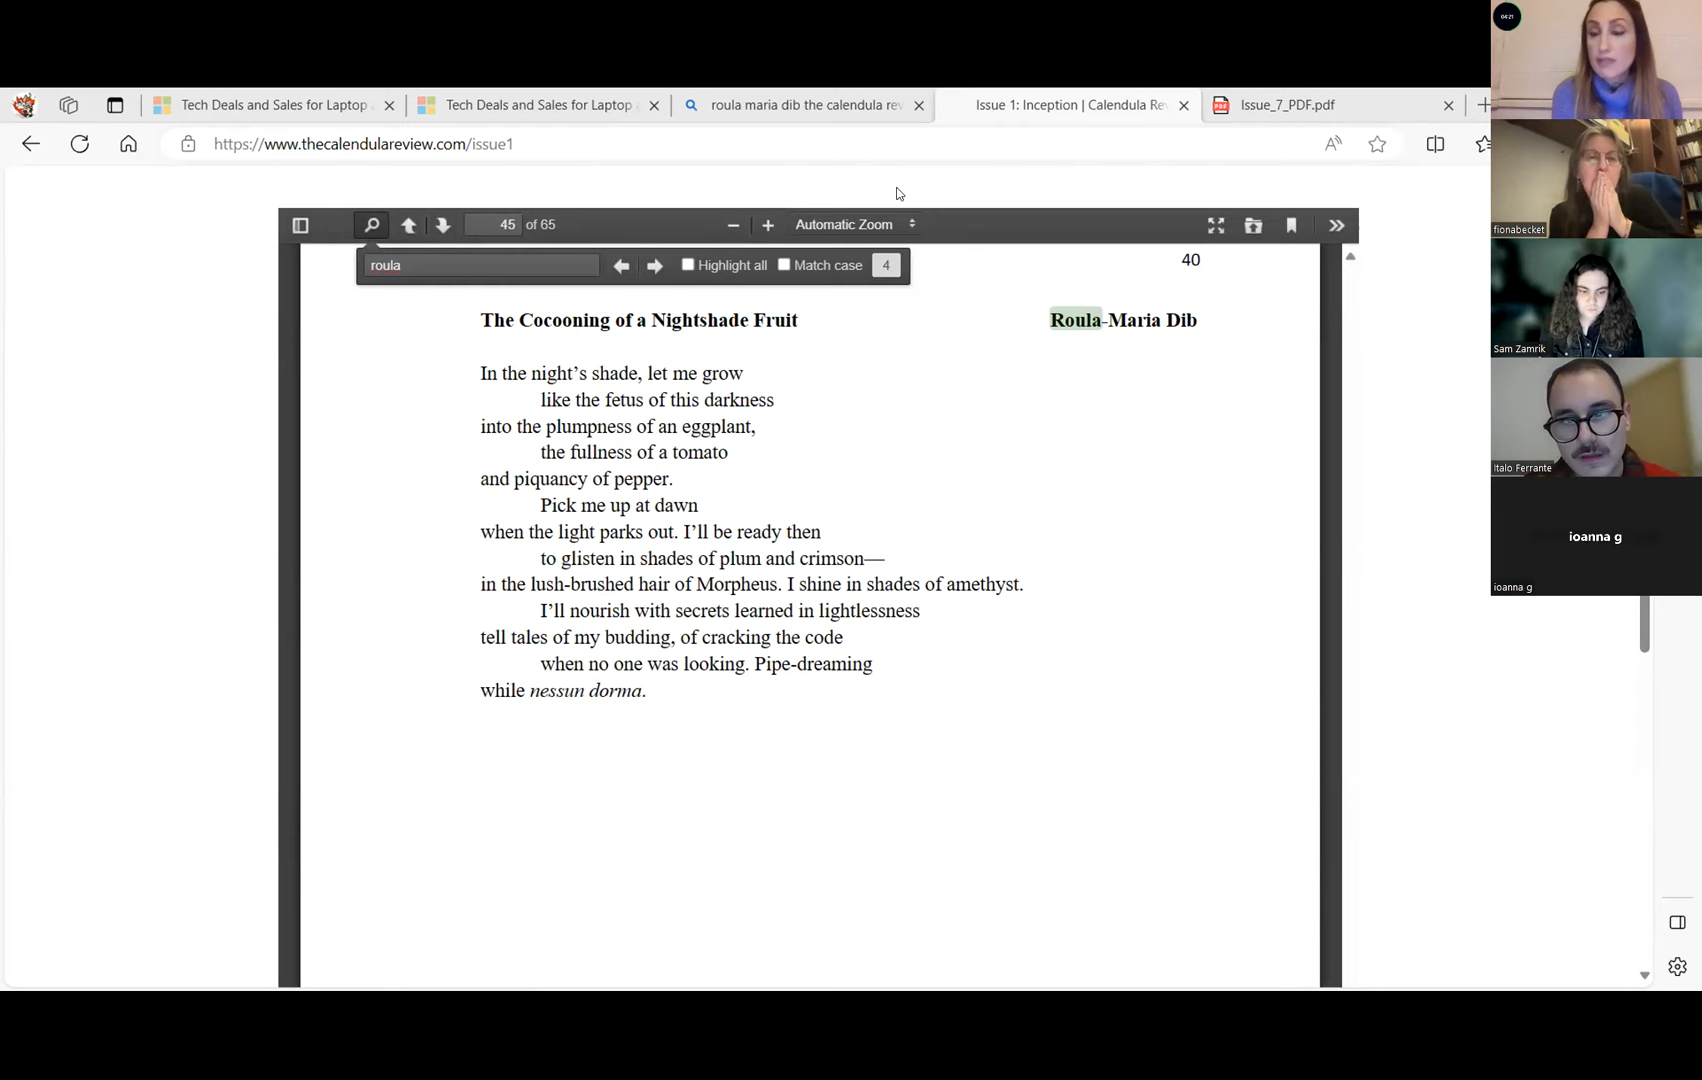 04:21
Tech Deals and Sales for Laptop
Tech Deals and Sales for Laptop
roula maria dib the calendula rev
Issue 1: Inception | Calendula Rev
Issue_7_PDF.pdf
https://www.thecalendulareview.com/issue1
45 of 65
Automatic Zoom
roula
Highlight all
Match case
4
40
The Cocooning of a Nightshade Fruit
Roula-Maria Dib
In the night’s shade, let me grow
like the fetus of this darkness
into the plumpness of an eggplant,
the fullness of a tomato
and piquancy of pepper.
Pick me up at dawn
when the light parks out. I’ll be ready then
to glisten in shades of plum and crimson—
in the lush-brushed hair of Morpheus. I shine in shades of amethyst.
I’ll nourish with secrets learned in lightlessness
tell tales of my budding, of cracking the code
when no one was looking. Pipe-dreaming
while nessun dorma.
fionabecket
Sam Zamrik
Italo Ferrante
ioanna g
ioanna g